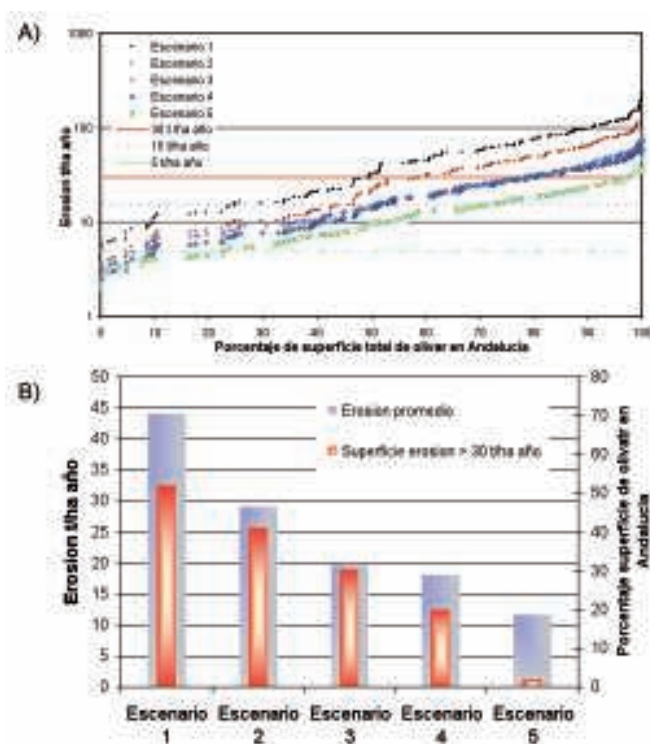 A)
1000
100
10
1
Erosion t/ha año
Escenario 1
Escenario 2
Escenario 3
Escenario 4
Escenario 5
30 t/ha año
5 t/ha año
0 10 20 30 40 50 60 70 80 90 100
Porcentaje de superficie total de olivar en Andalucia
B)
50
45
40
35
30
25
20
15
10
5
0
Erosion t/ha año
Erosion promedio
Superficie erosion > 30 t/ha año
80
70
60
50
40
30
20
10
0
Porcentaje superficie de olivatr en
Andalucia
Escenario Escenario Escenario Escenario Escenario
1 2 3 4 5